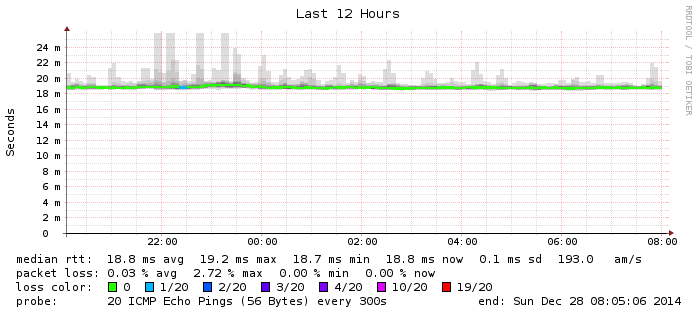 Last 12 Hours
RRDTOOL / TOBI OETIKER
Seconds
24 m
22 m
20 m
18 m
16 m
14 m
12 m
10 m
8 m
6 m
4 m
2 m
0
22:00 00:00 02:00 04:00 06:00 08:00
median rtt: 18.8 ms avg 19.2 ms max 18.7 ms min 18.8 ms now 0.1 ms sd 193.0 am/s
packet loss: 0.03 % avg 2.72 % max 0.00 % min 0.00 % now
loss color: 0 1/20 2/20 3/20 4/20 10/20 19/20
probe: 20 ICMP Echo Pings (56 Bytes) every 300s end: Sun Dec 28 08:05:06 2014